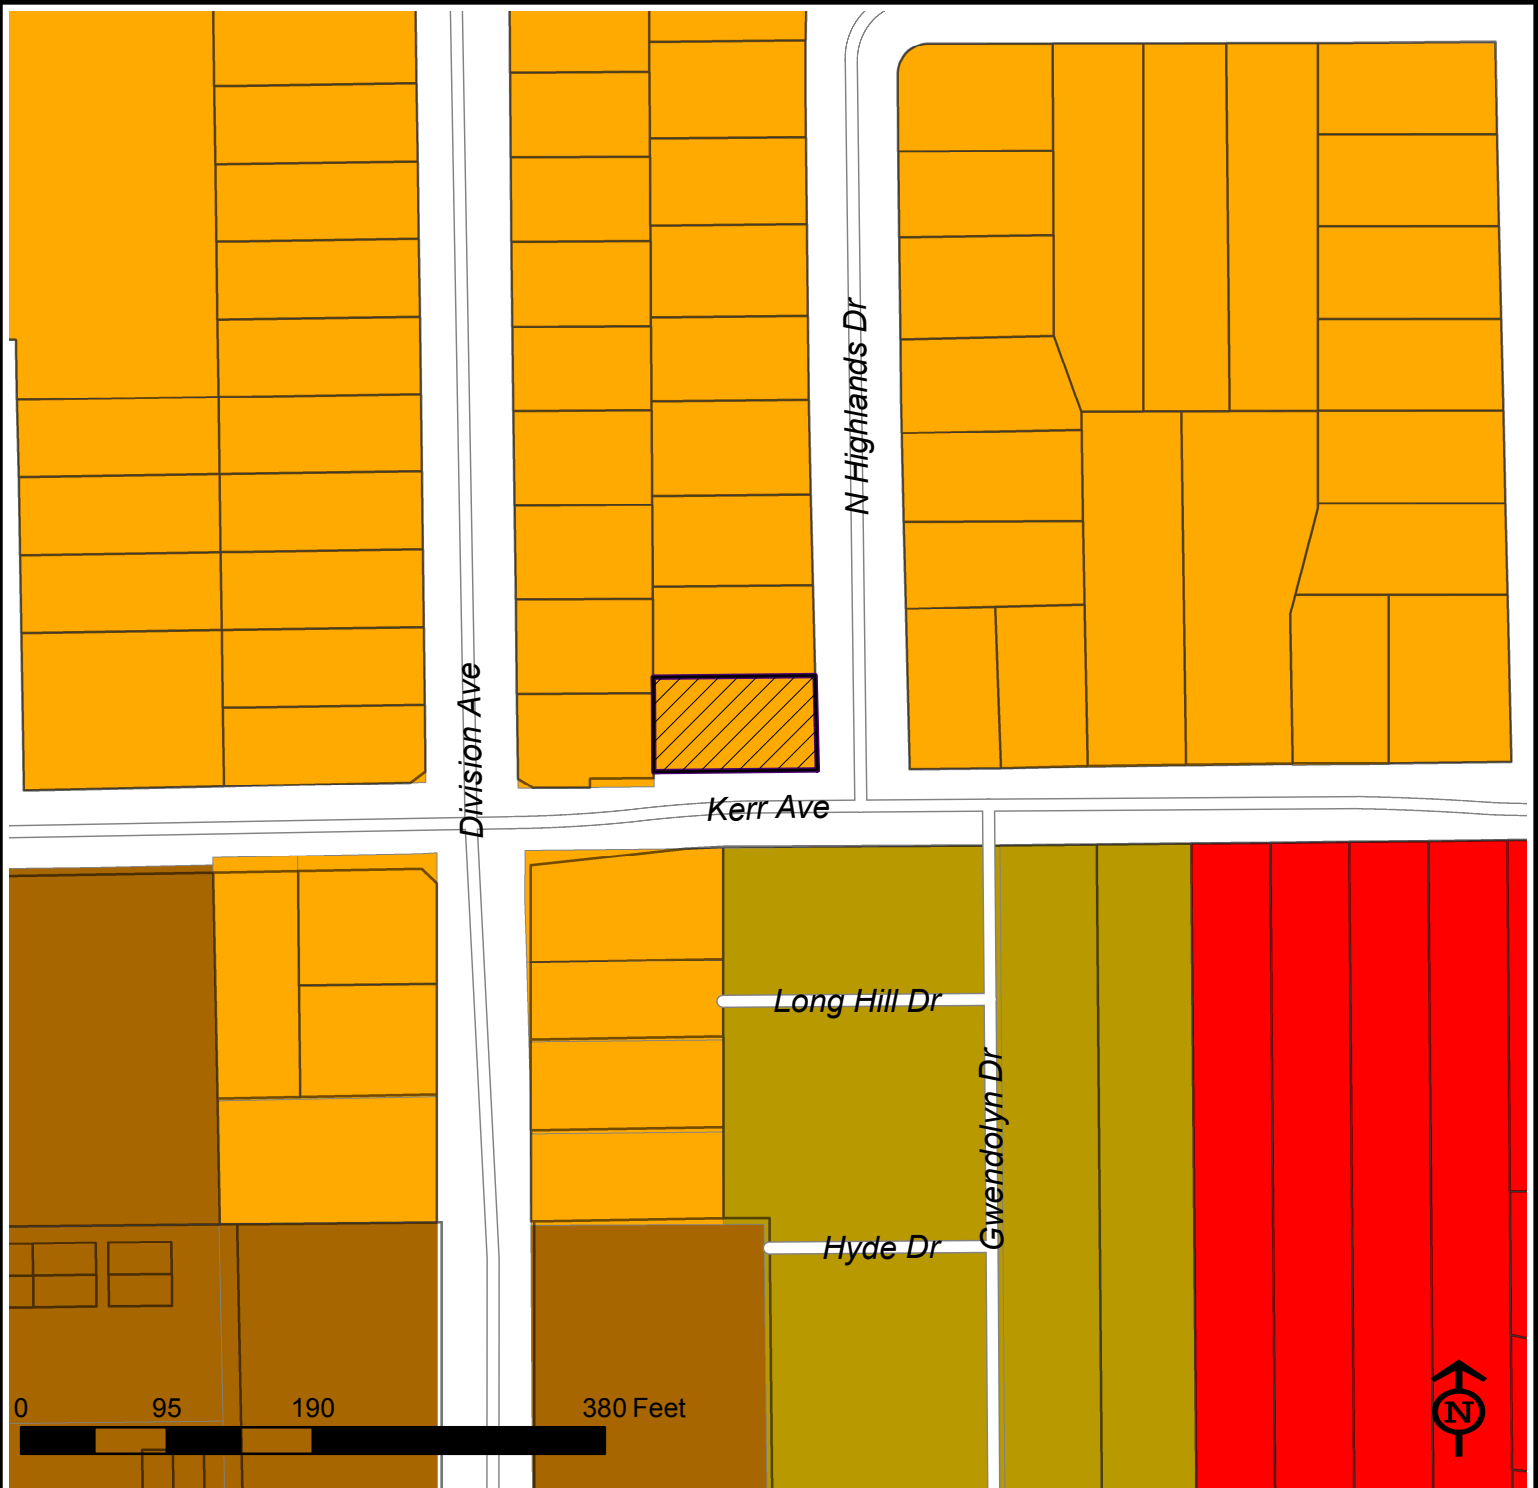 N Highlands Dr
Division Ave
Kerr Ave
Long Hill Dr
Gwendolyn Dr
Hyde Dr
0 95 190 380 Feet
N